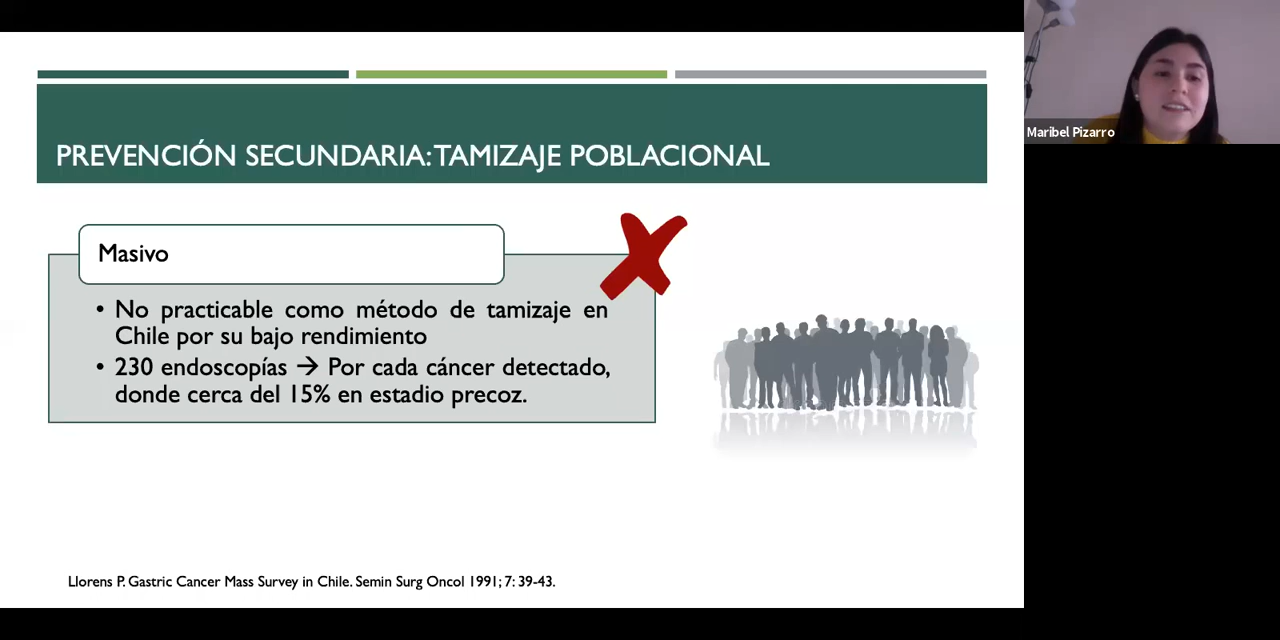 PREVENCIÓN SECUNDARIA: TAMIZAJE POBLACIONAL
Masivo
• No practicable como método de tamizaje en
Chile por su bajo rendimiento
• 230 endoscopías → Por cada cáncer detectado,
donde cerca del 15% en estadio precoz.
Llorens P. Gastric Cancer Mass Survey in Chile. Semin Surg Oncol 1991; 7: 39-43.
Maribel Pizarro